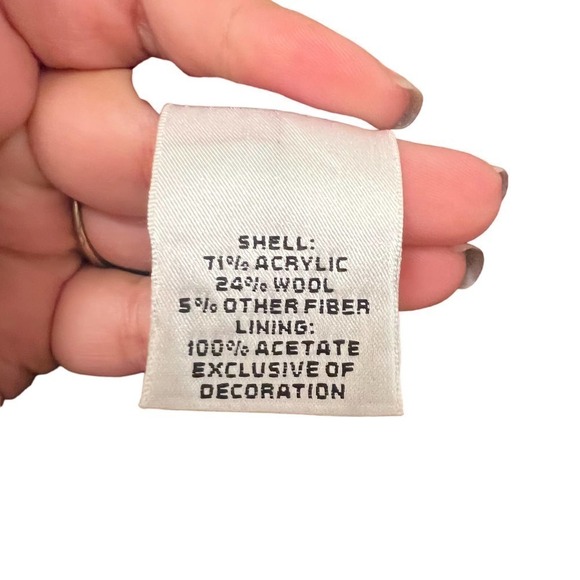 SHELL:
71% ACRYLIC
24% WOOL
5% OTHER FIBER
LINING:
100% ACETATE
EXCLUSIVE OF
DECORATION